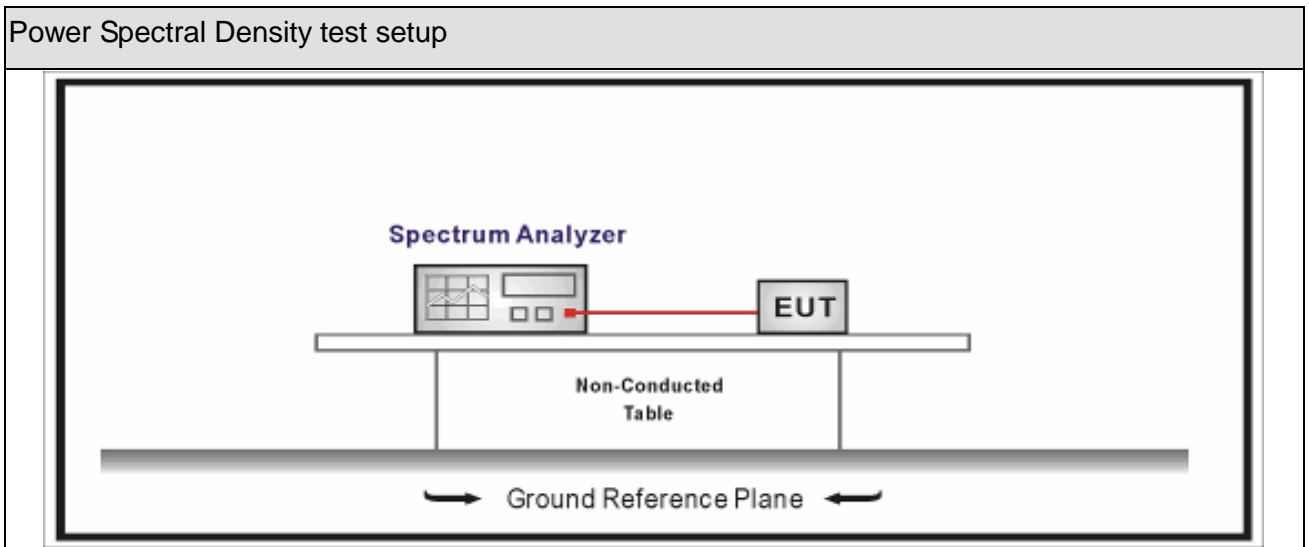 Power Spectral Density test setup
Spectrum Analyzer
EUT
Non-Conducted
Table
Ground Reference Plane